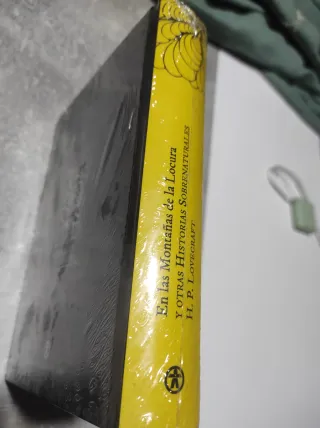 En las Montañas de la Locura
y otras Historias Sobrenaturales
H. P. Lovecraft